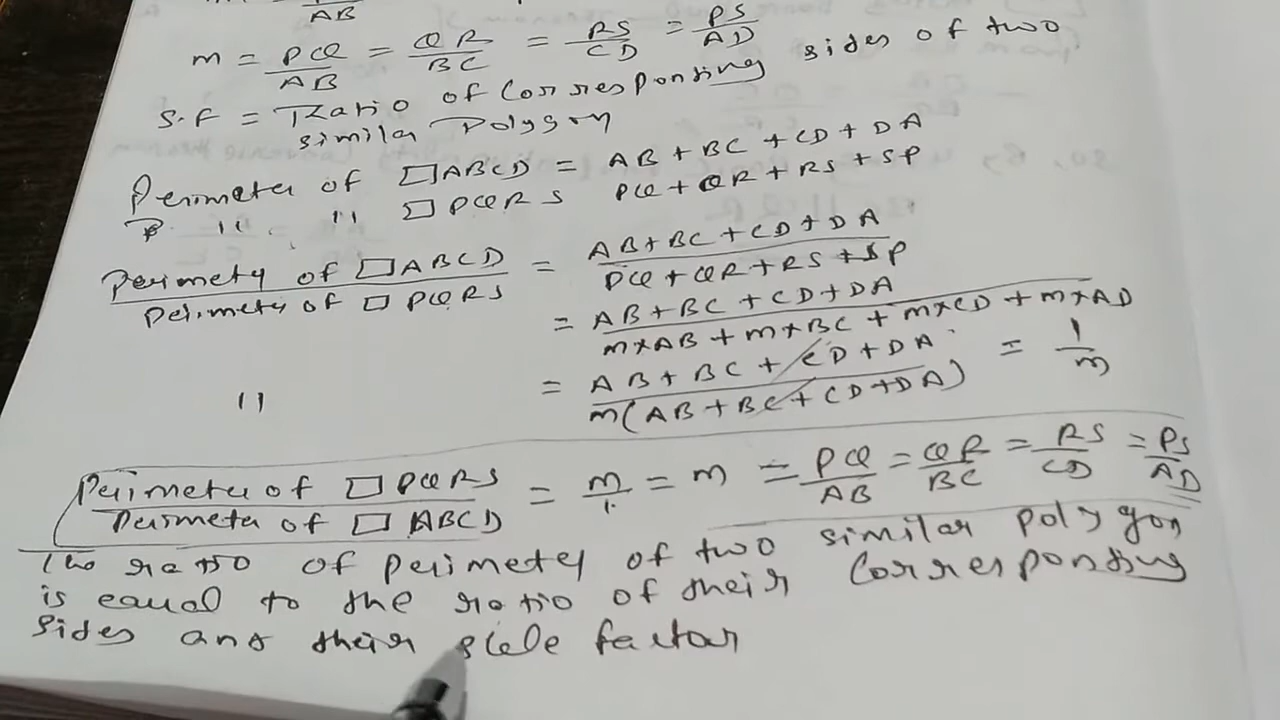 AB
m = PQ/AB = QR/BC = RS/CD = PS/AD
S.F = Ratio of Corresponding sides of two
similar Polygon
Perimeter of □ABCD = AB + BC + CD + DA
P " " □ PQRS PQ + QR + RS + SP
Perimety of □ABCD / Perimety of □ PQRS = AB + BC + CD + DA / PQ + QR + RS + SP
= AB + BC + CD + DA / m×AB + m×BC + m×CD + m×AD
" = AB + BC + CD + DA / m(AB + BC + CD + DA) = 1/m
Perimeter of □ PQRS / Perimeter of □ ABCD = m/1 = m = PQ/AB = QR/BC = RS/CD = PS/AD
The ratio of perimeter of two similar polygon
is equal to the ratio of their Corresponding
sides and their scale factor